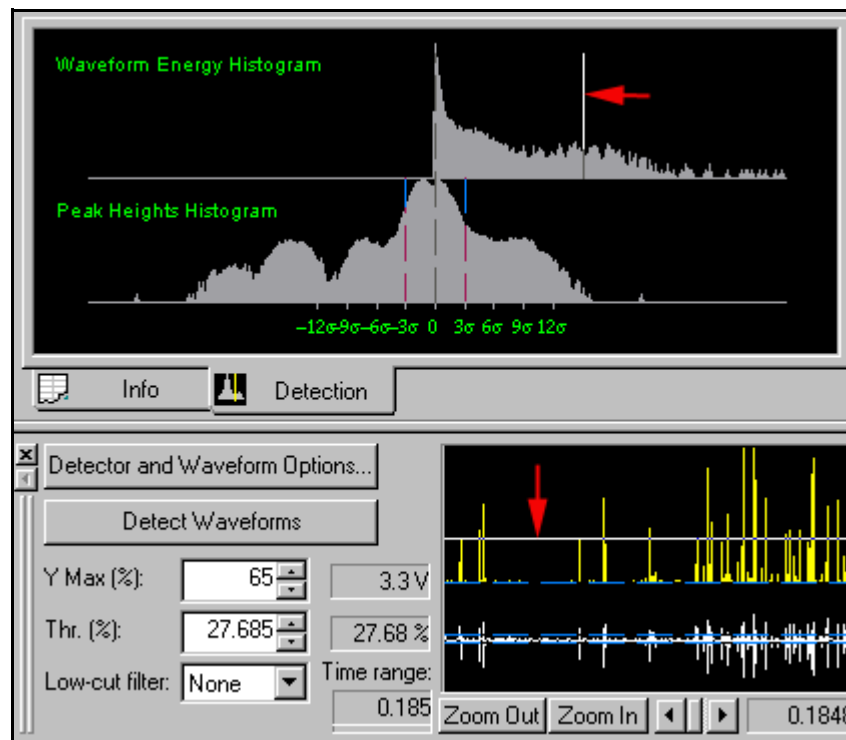 Waveform Energy Histogram
Peak Heights Histogram
-12σ-9σ-6σ-3σ 0 3σ 6σ 9σ 12σ
Info
Detection
Detector and Waveform Options...
Detect Waveforms
Y Max (%): 65 3.3 V
Thr. (%): 27.685 27.68 %
Low-cut filter: None
Time range:
0.185
Zoom Out Zoom In 0.1848